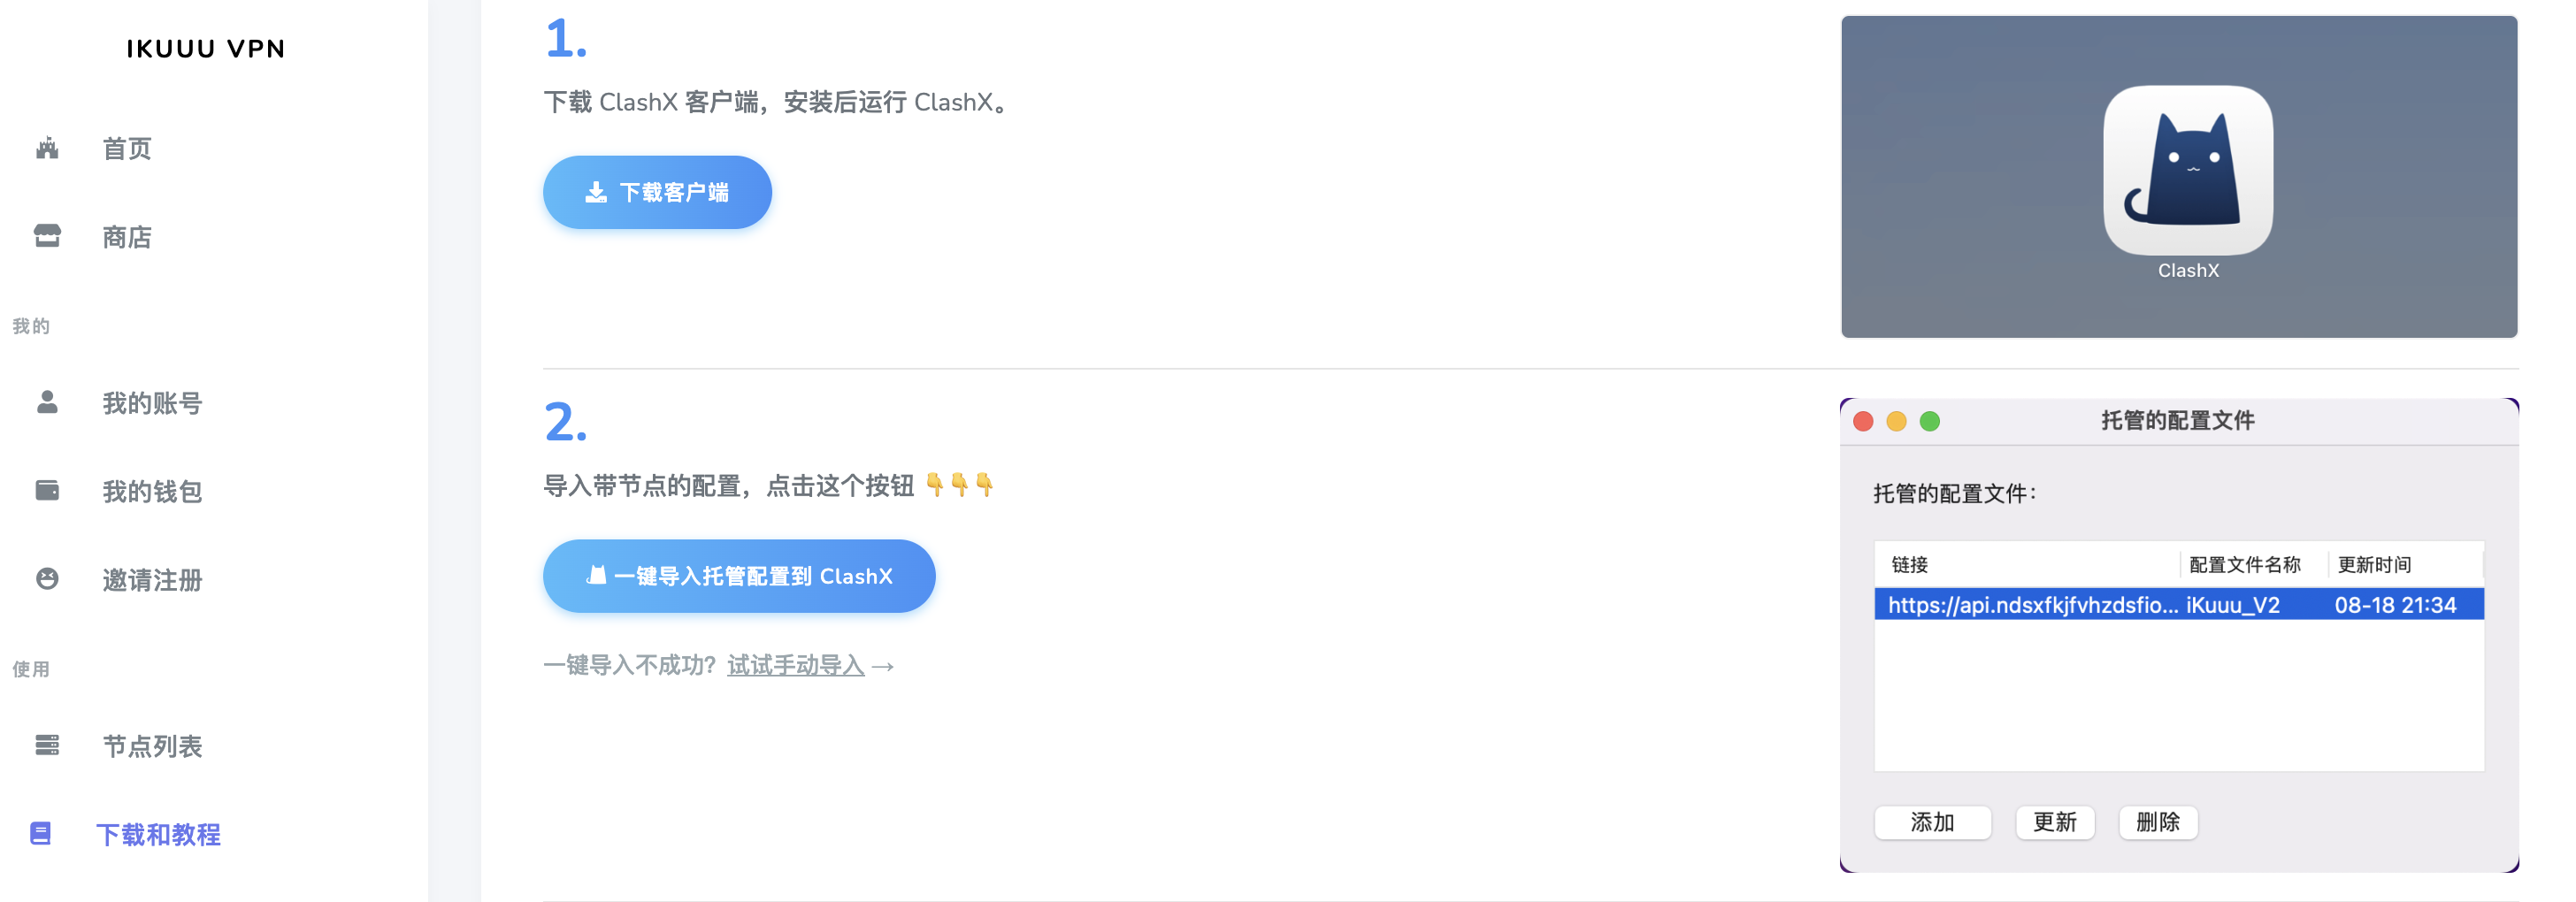 IKUUU VPN
首页
商店
我的
我的账号
我的钱包
邀请注册
使用
节点列表
下载和教程
1.
下载 ClashX 客户端，安装后运行 ClashX。
下载客户端
ClashX
2.
导入带节点的配置，点击这个按钮 👇👇👇
一键导入托管配置到 ClashX
一键导入不成功？试试手动导入 →
托管的配置文件
托管的配置文件：
链接 配置文件名称 更新时间
https://api.ndsxfkjfvhzdsfio... iKuuu_V2 08-18 21:34
添加 更新 删除